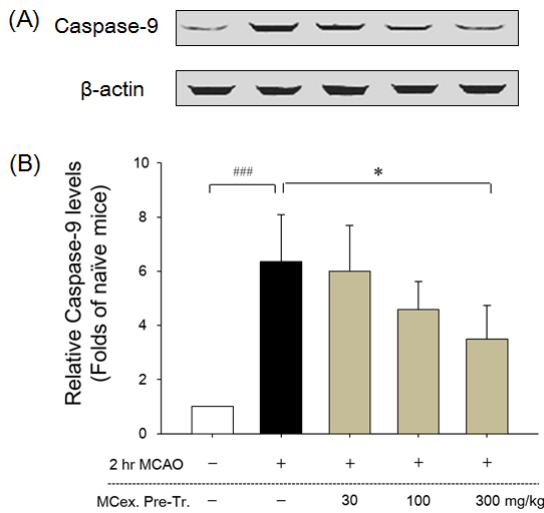 (A) Caspase-9
β-actin
(B)
Relative Caspase-9 levels
(Folds of naïve mice)
10
8
6
4
2
0
###
*
2 hr MCAO – + + + +
MCex. Pre-Tr. – – 30 100 300 mg/kg